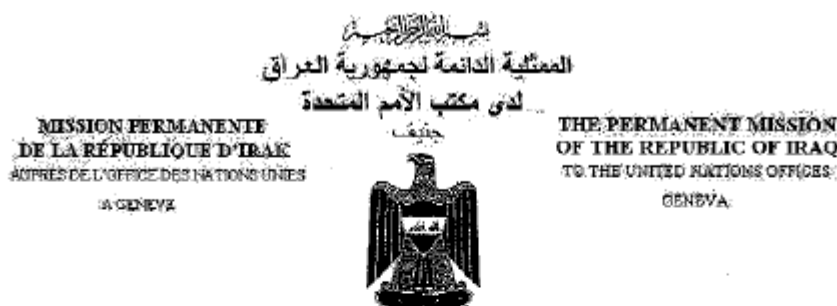 بسم الله الرحمن الرحيم
الممثلية الدائمة لجمهورية العراق
لدى مكتب الأمم المتحدة
جنيف
MISSION PERMANENTE
DE LA RÉPUBLIQUE D'IRAK
AUPRÈS DE L'OFFICE DES NATIONS UNIES
A GENEVE
THE PERMANENT MISSION
OF THE REPUBLIC OF IRAQ
TO THE UNITED NATIONS OFFICES
GENEVA